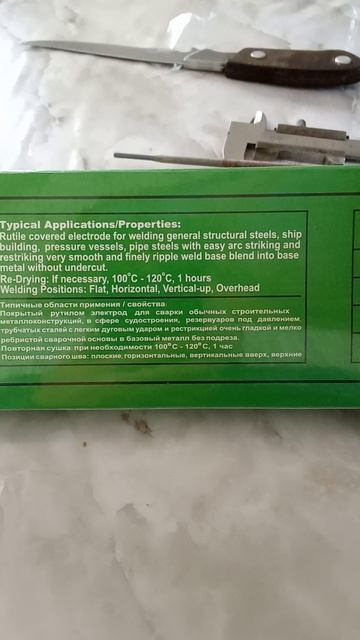 Typical Applications/Properties:
Rutile covered electrode for welding general structural steels, ship
building, pressure vessels, pipe steels with easy arc striking and
restriking very smooth and finely ripple weld base blend into base
metal without undercut.
Re-Drying: If necessary, 100°C - 120°C, 1 hours
Welding Positions: Flat, Horizontal, Vertical-up, Overhead
Типичные области примения / свойства:
Покрытый рутилом электрод для сварки обычных строительных
металлоконструкций, в сфере судостроения, резервуаров под давлением,
трубчатых сталей с легким дуговым ударом и рестрикцией очень гладкой и мелко
ребристой сварочной основы в базовый металл без подреза.
Повторная сушка: при необходимости 100°C - 120°C, 1 час
Позиции сварного шва: плоские, горизонтальные, вертикальные вверх, верхние